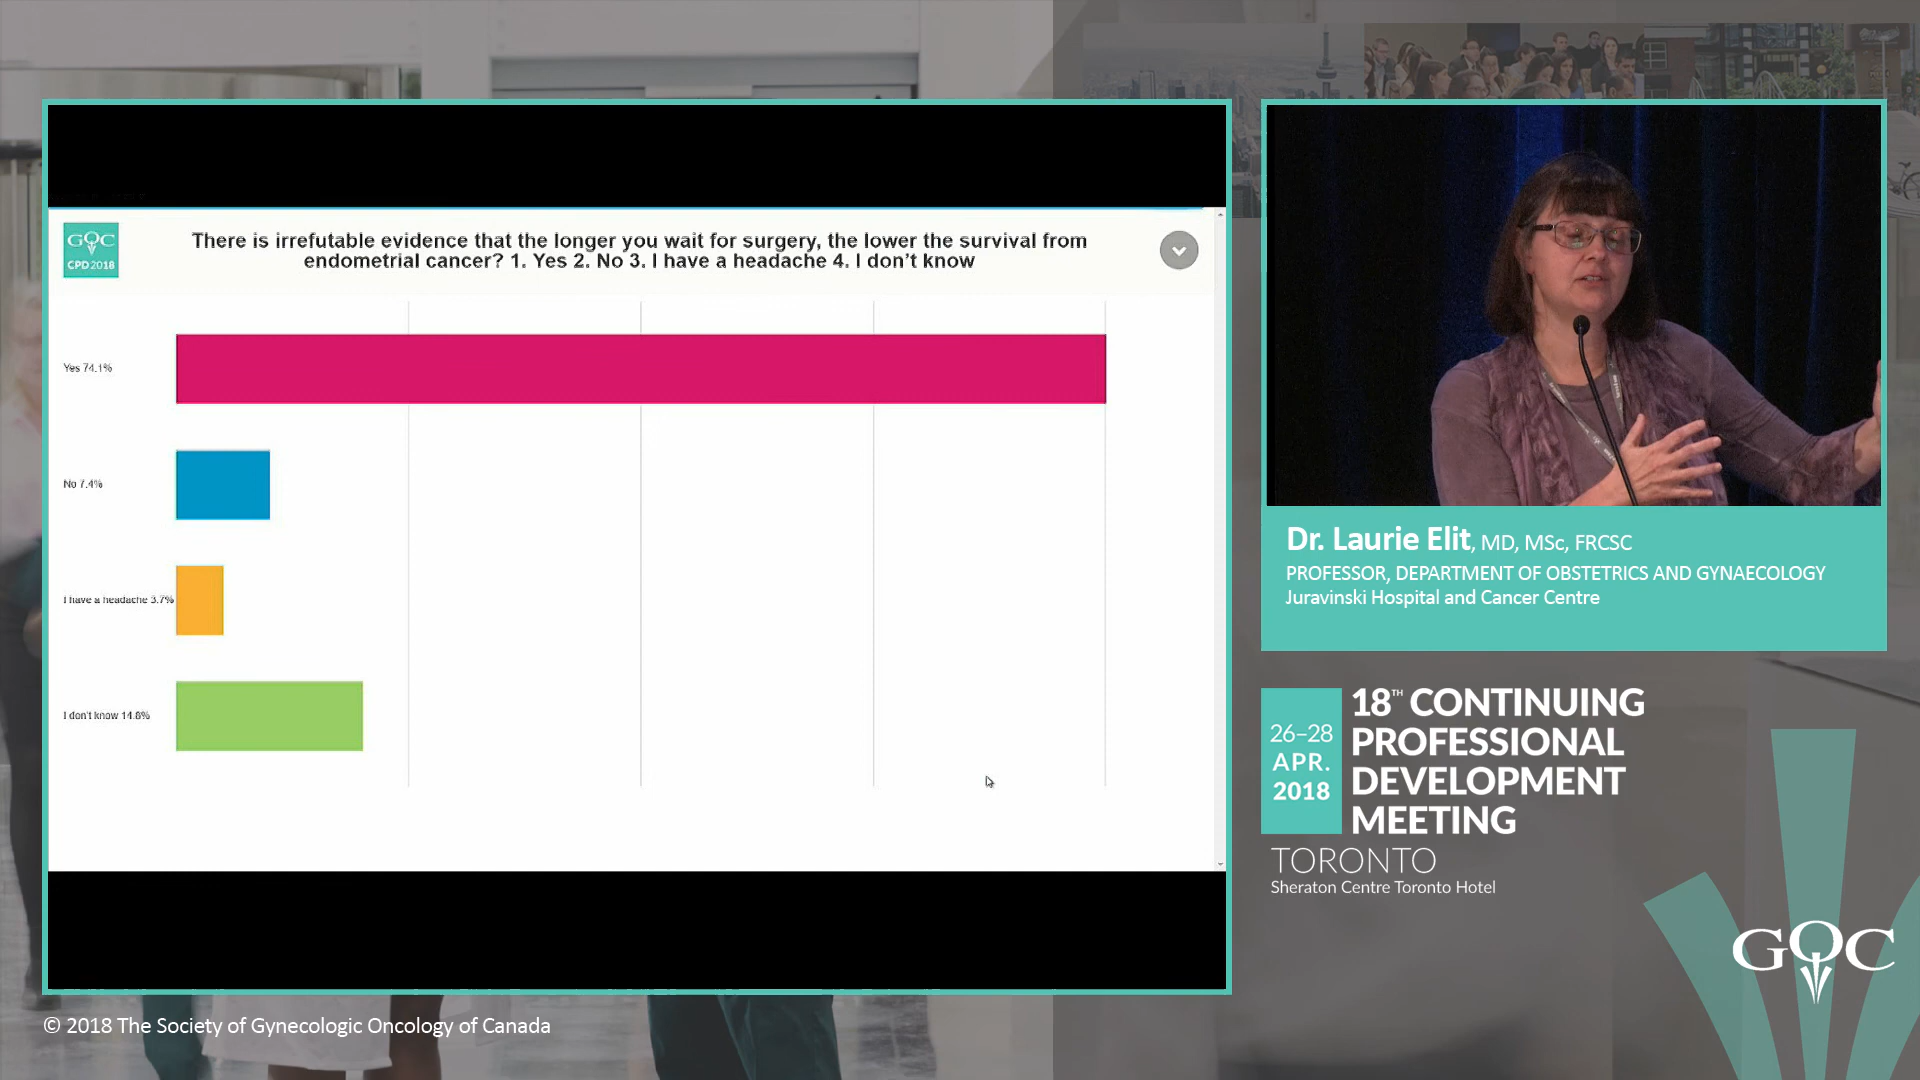 GOC
CPD2018
There is irrefutable evidence that the longer you wait for surgery, the lower the survival from
endometrial cancer? 1. Yes 2. No 3. I have a headache 4. I don't know
Yes 74.1%
No 7.4%
I have a headache 3.7%
I don't know 14.8%
Dr. Laurie Elit, MD, MSc, FRCSC
PROFESSOR, DEPARTMENT OF OBSTETRICS AND GYNAECOLOGY
Juravinski Hospital and Cancer Centre
26–28
APR.
2018
18TH CONTINUING
PROFESSIONAL
DEVELOPMENT
MEETING
TORONTO
Sheraton Centre Toronto Hotel
GOC
© 2018 The Society of Gynecologic Oncology of Canada